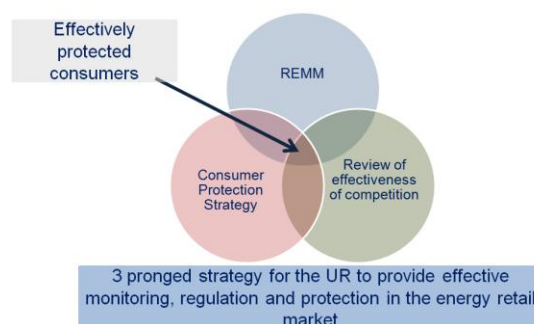 Effectively
protected
consumers
REMM
Consumer
Protection
Strategy
Review of
effectiveness
of competition
3 pronged strategy for the UR to provide effective
monitoring, regulation and protection in the energy retail
market